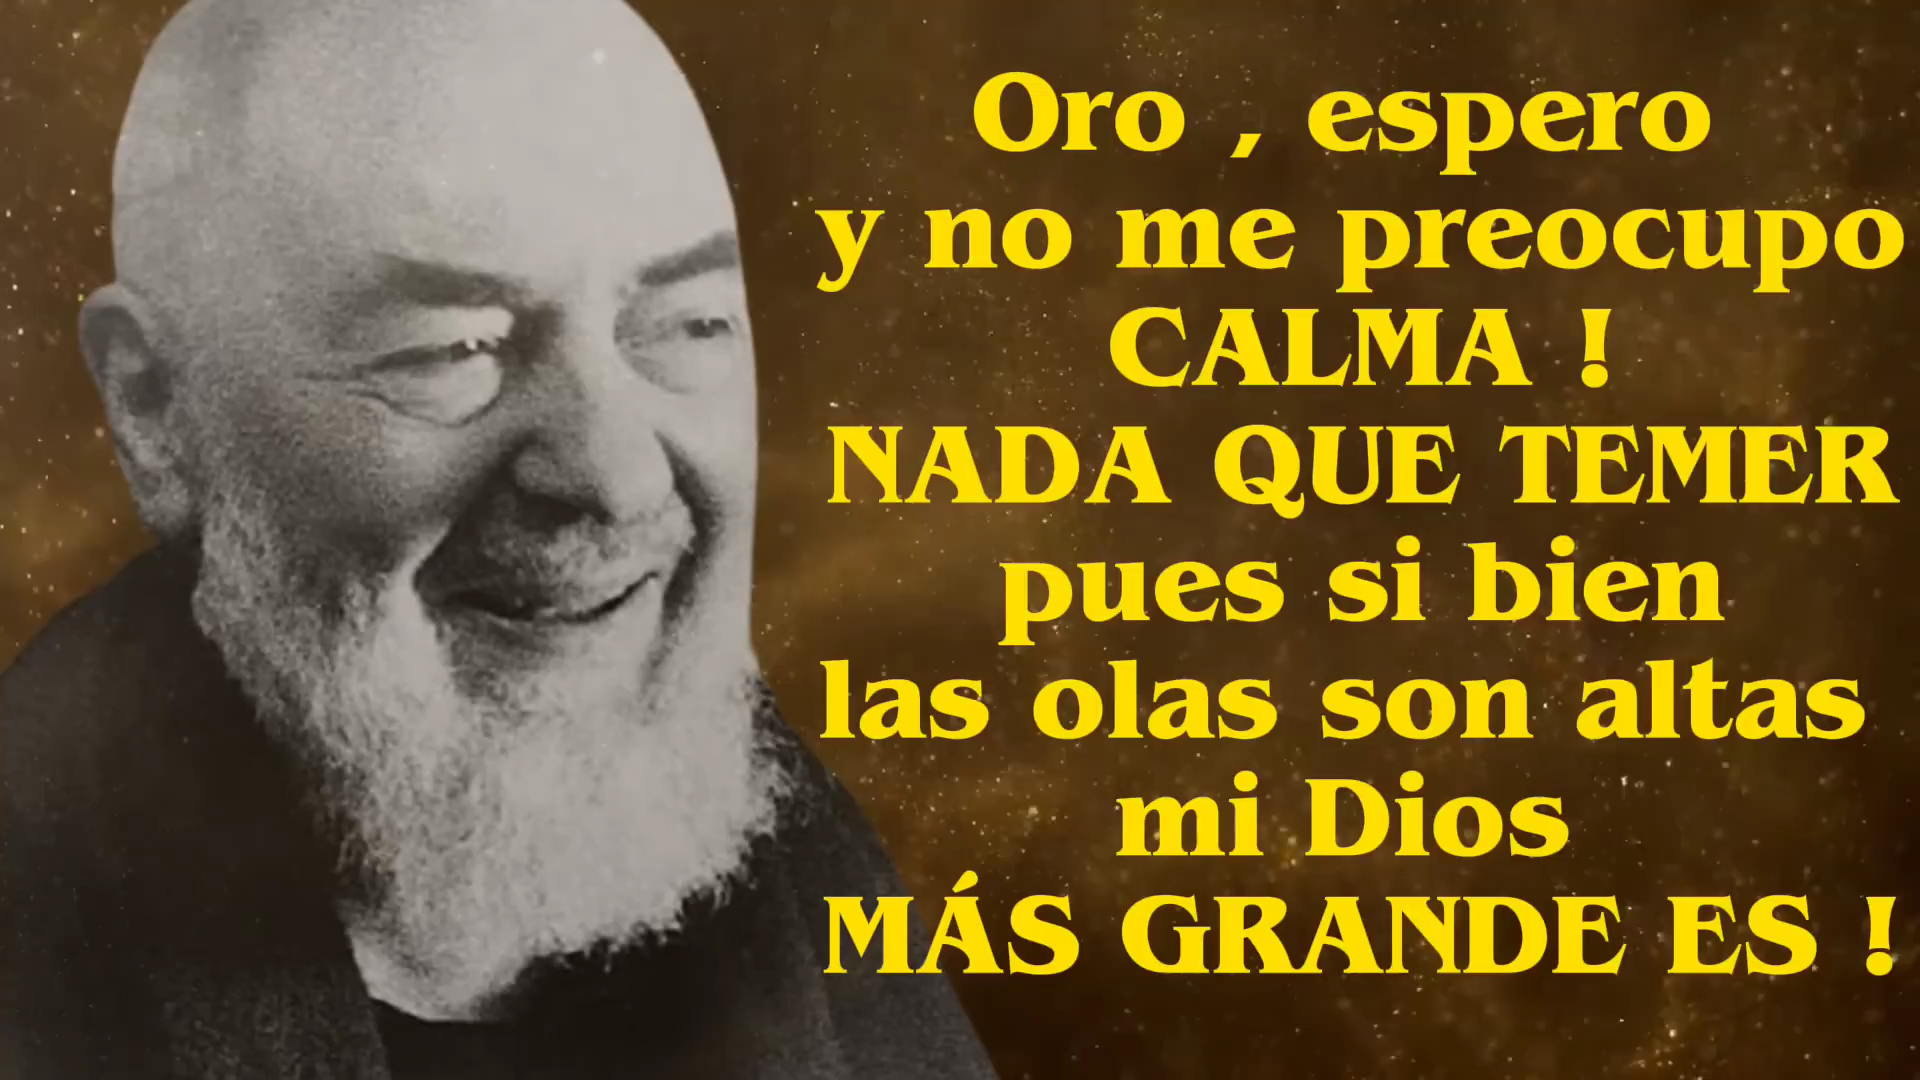 Oro , espero
y no me preocupo
CALMA !
NADA QUE TEMER
pues si bien
las olas son altas
mi Dios
MÁS GRANDE ES !